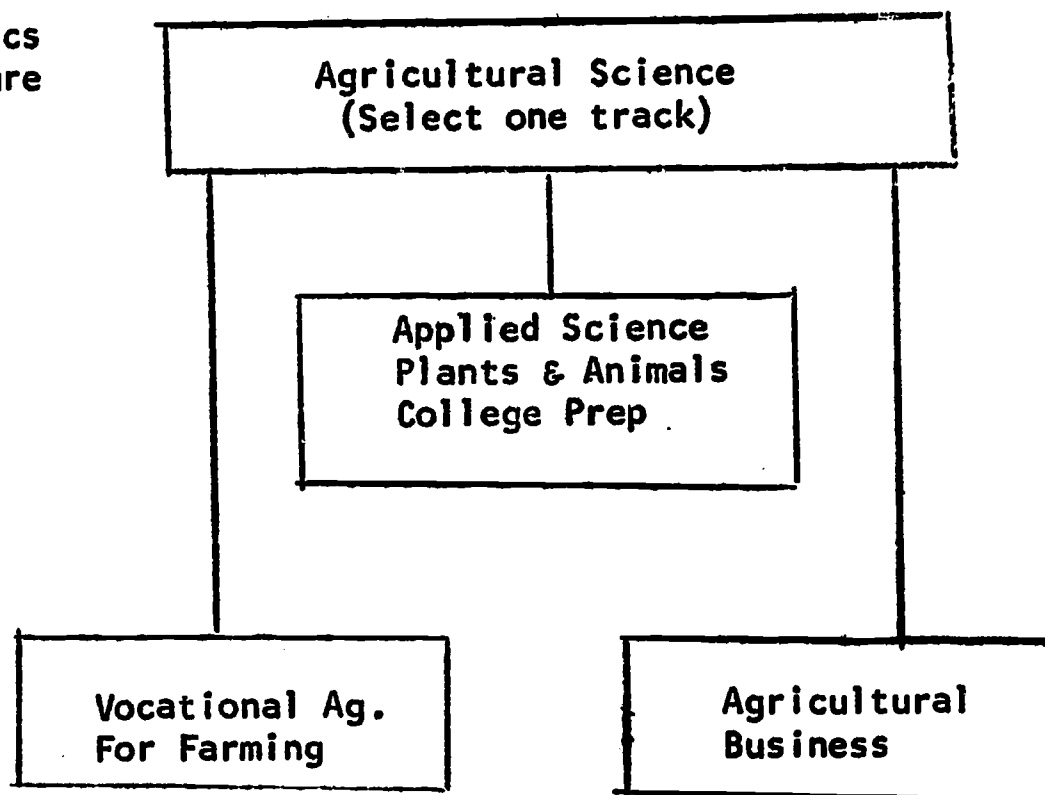 Agricultural Science
(Select one track)
Applied Science
Plants & Animals
College Prep
Vocational Ag.
For Farming
Agricultural
Business